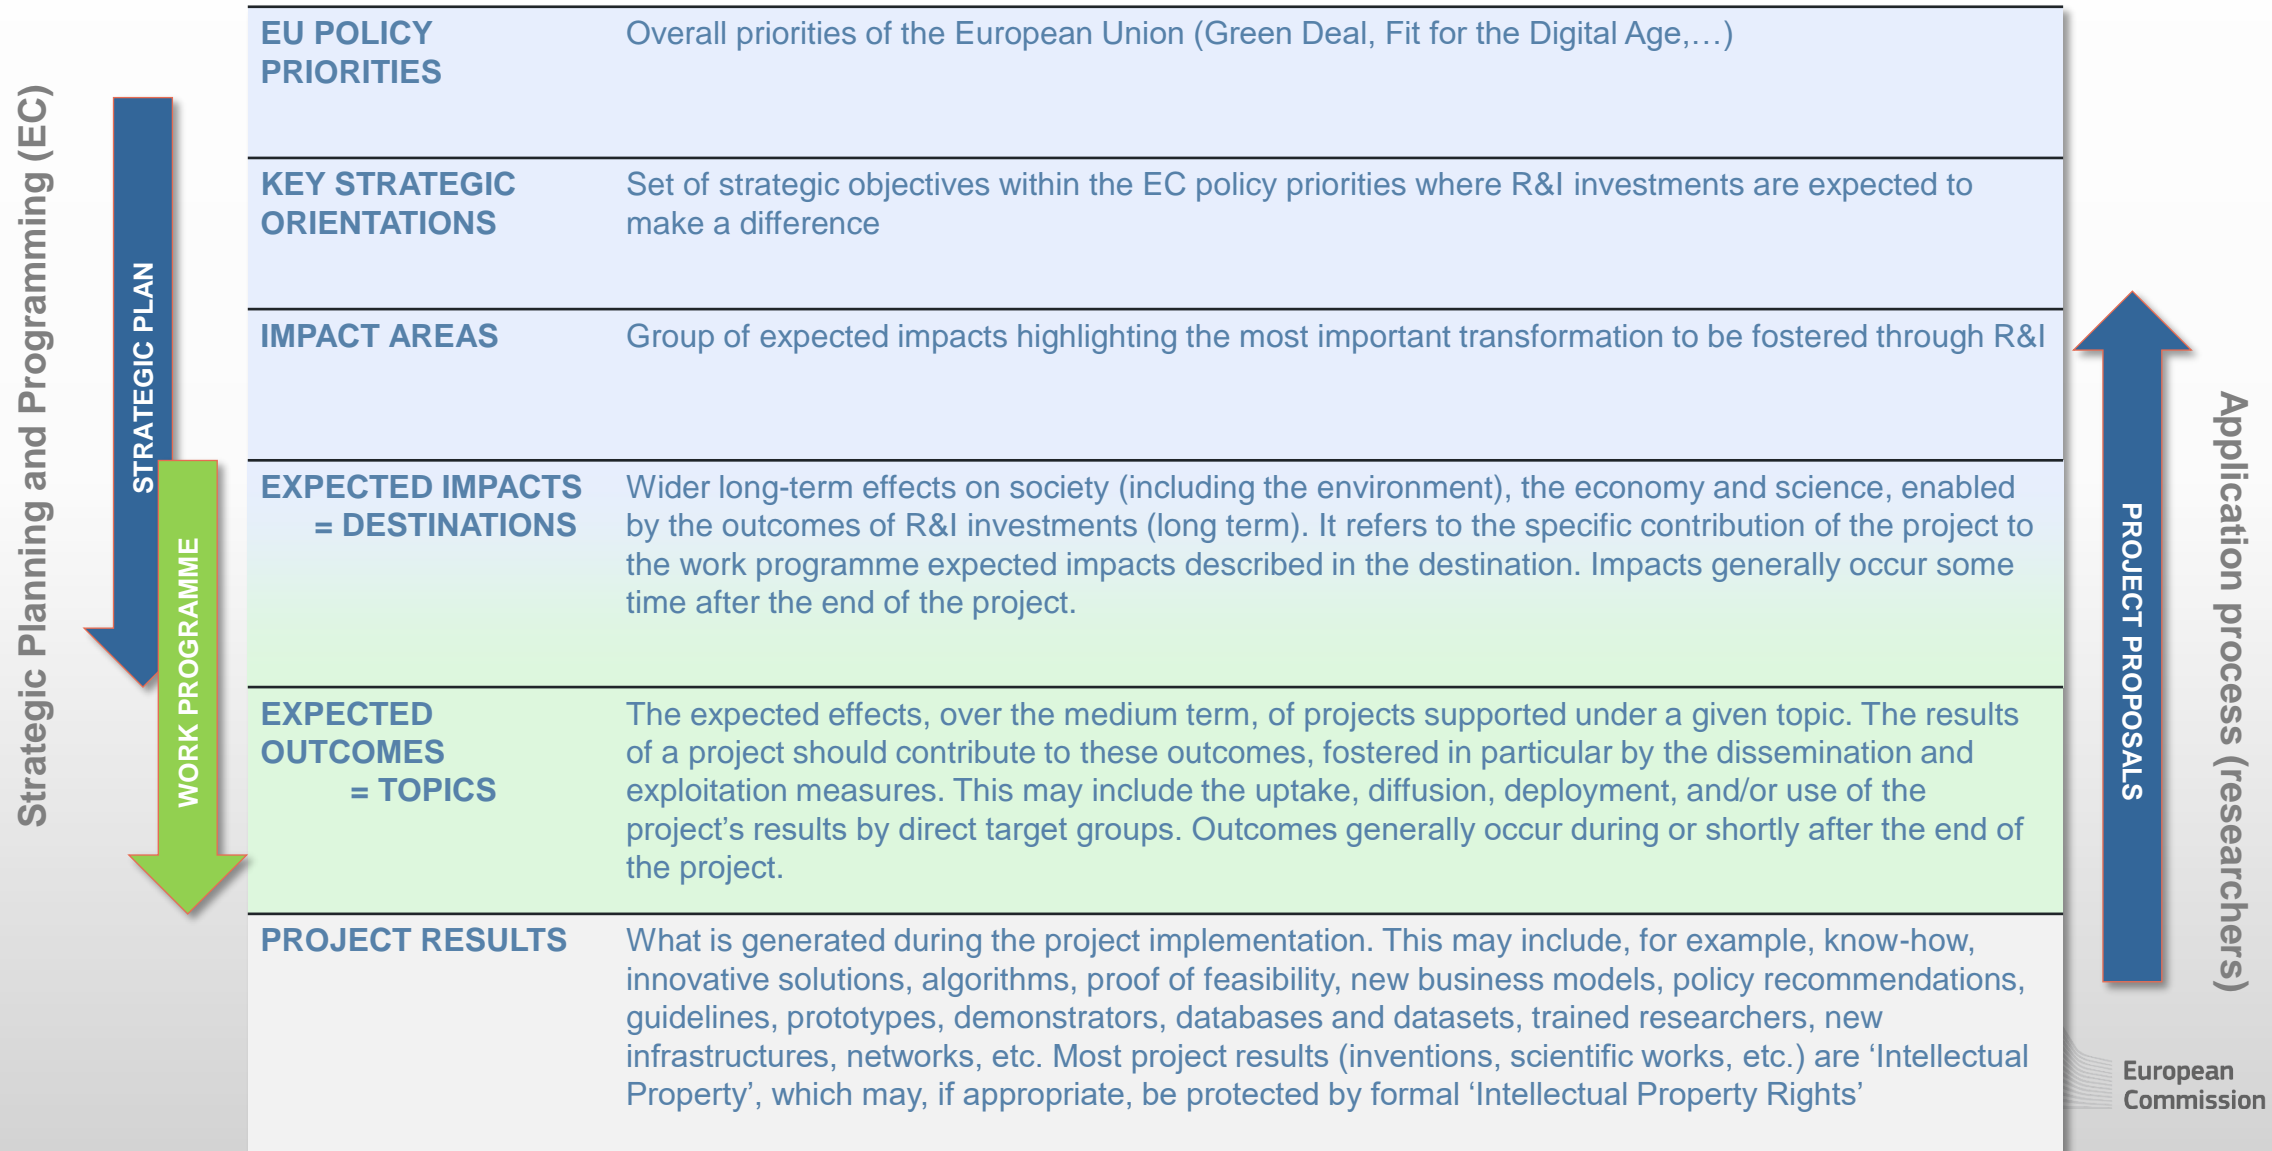 Strategic Planning and Programming (EC)
STRATEGIC PLAN
WORK PROGRAMME
EU POLICY
PRIORITIES
Overall priorities of the European Union (Green Deal, Fit for the Digital Age,…)
KEY STRATEGIC
ORIENTATIONS
Set of strategic objectives within the EC policy priorities where R&I investments are expected to
make a difference
IMPACT AREAS
Group of expected impacts highlighting the most important transformation to be fostered through R&I
EXPECTED IMPACTS
= DESTINATIONS
Wider long-term effects on society (including the environment), the economy and science, enabled
by the outcomes of R&I investments (long term). It refers to the specific contribution of the project to
the work programme expected impacts described in the destination. Impacts generally occur some
time after the end of the project.
EXPECTED
OUTCOMES
= TOPICS
The expected effects, over the medium term, of projects supported under a given topic. The results
of a project should contribute to these outcomes, fostered in particular by the dissemination and
exploitation measures. This may include the uptake, diffusion, deployment, and/or use of the
project’s results by direct target groups. Outcomes generally occur during or shortly after the end of
the project.
PROJECT RESULTS
What is generated during the project implementation. This may include, for example, know-how,
innovative solutions, algorithms, proof of feasibility, new business models, policy recommendations,
guidelines, prototypes, demonstrators, databases and datasets, trained researchers, new
infrastructures, networks, etc. Most project results (inventions, scientific works, etc.) are ‘Intellectual
Property’, which may, if appropriate, be protected by formal ‘Intellectual Property Rights’
PROJECT PROPOSALS
Application process (researchers)
European
Commission